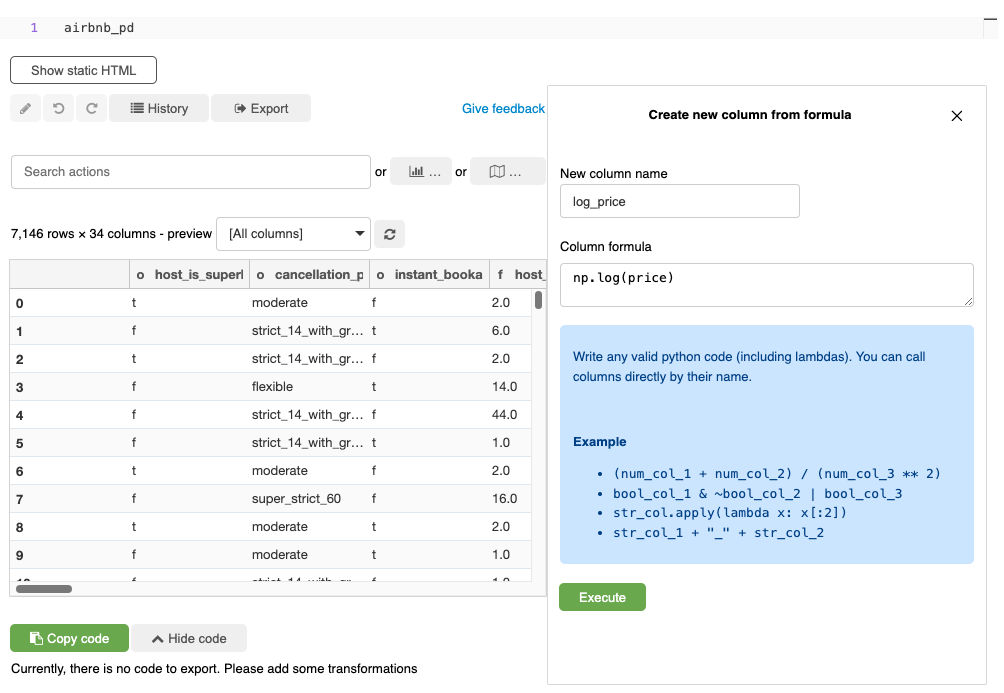 1 airbnb_pd
Show static HTML
History Export Give feedback
Search actions or ... or ...
7,146 rows × 34 columns - preview [All columns]
o host_is_superl o cancellation_p o instant_booka f host_
0 t moderate f 2.0
1 f strict_14_with_gr... t 6.0
2 t strict_14_with_gr... f 2.0
3 f flexible t 14.0
4 f strict_14_with_gr... f 44.0
5 f strict_14_with_gr... t 1.0
6 t moderate f 2.0
7 f super_strict_60 f 16.0
8 t moderate t 2.0
9 f moderate t 1.0
Copy code Hide code
Currently, there is no code to export. Please add some transformations
Create new column from formula
New column name
log_price
Column formula
np.log(price)
Write any valid python code (including lambdas). You can call
columns directly by their name.
Example
• (num_col_1 + num_col_2) / (num_col_3 ** 2)
• bool_col_1 & ~bool_col_2 | bool_col_3
• str_col.apply(lambda x: x[:2])
• str_col_1 + "_" + str_col_2
Execute